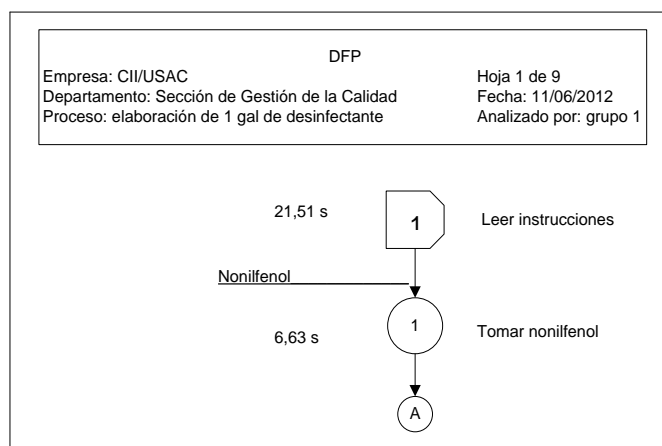 DFP
Empresa: CII/USAC Hoja 1 de 9
Departamento: Sección de Gestión de la Calidad Fecha: 11/06/2012
Proceso: elaboración de 1 gal de desinfectante Analizado por: grupo 1
21,51 s 1 Leer instrucciones
Nonilfenol
6,63 s 1 Tomar nonilfenol
A